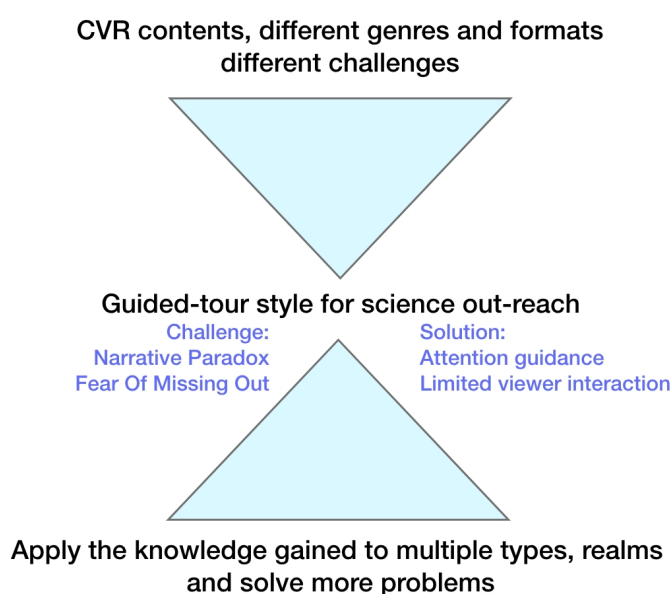 CVR contents, different genres and formats
different challenges
Guided-tour style for science out-reach
Challenge:
Narrative Paradox
Fear Of Missing Out
Solution:
Attention guidance
Limited viewer interaction
Apply the knowledge gained to multiple types, realms
and solve more problems